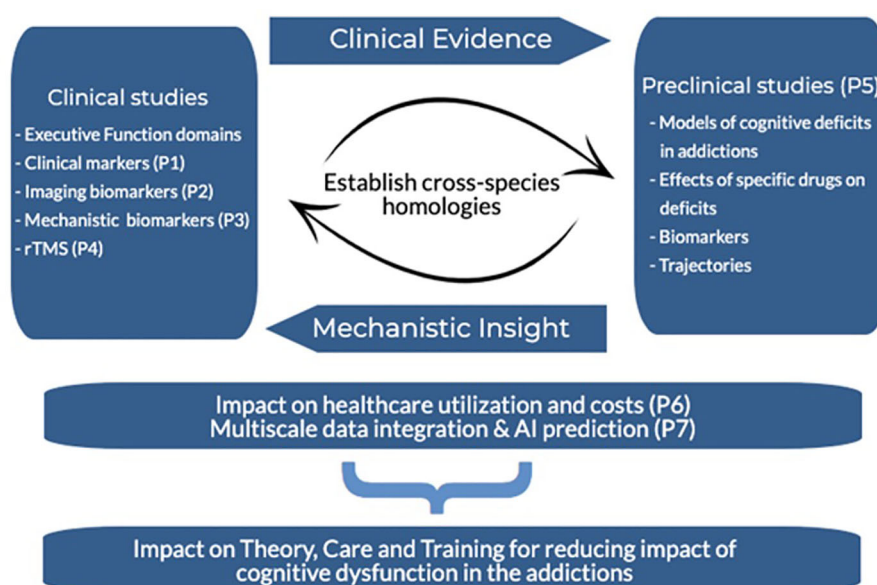 Clinical Evidence
Clinical studies
- Executive Function domains
- Clinical markers (P1)
- Imaging biomarkers (P2)
- Mechanistic biomarkers (P3)
- rTMS (P4)
Establish cross-species
homologies
Preclinical studies (P5)
- Models of cognitive deficits
in addictions
- Effects of specific drugs on
deficits
- Biomarkers
- Trajectories
Mechanistic Insight
Impact on healthcare utilization and costs (P6)
Multiscale data integration & AI prediction (P7)
Impact on Theory, Care and Training for reducing impact of
cognitive dysfunction in the addictions